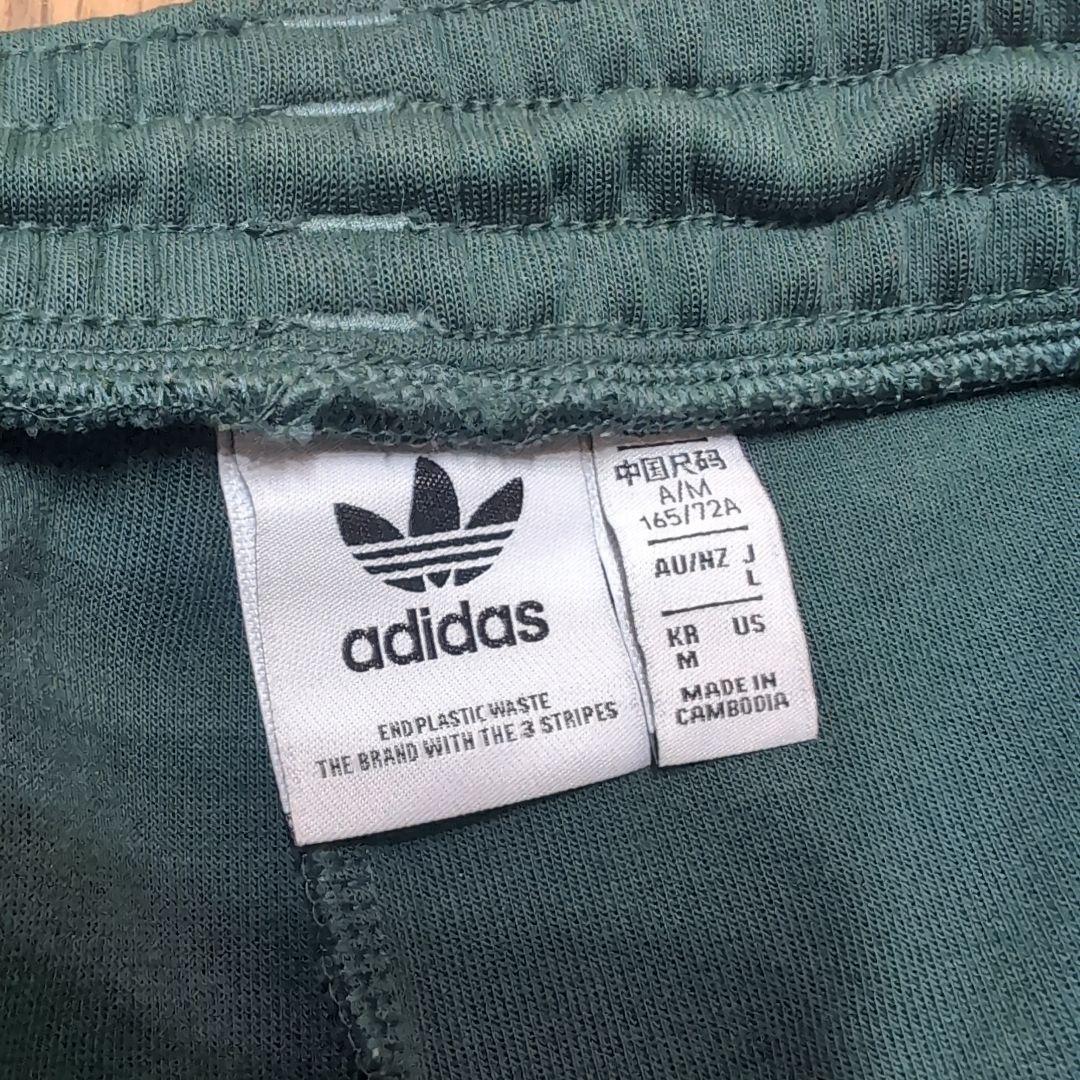 adidas
END PLASTIC WASTE
THE BRAND WITH THE 3 STRIPES
中国尺码
A/M
165/72A
AU/NZ J
L
KR US
M
MADE IN
CAMBODIA